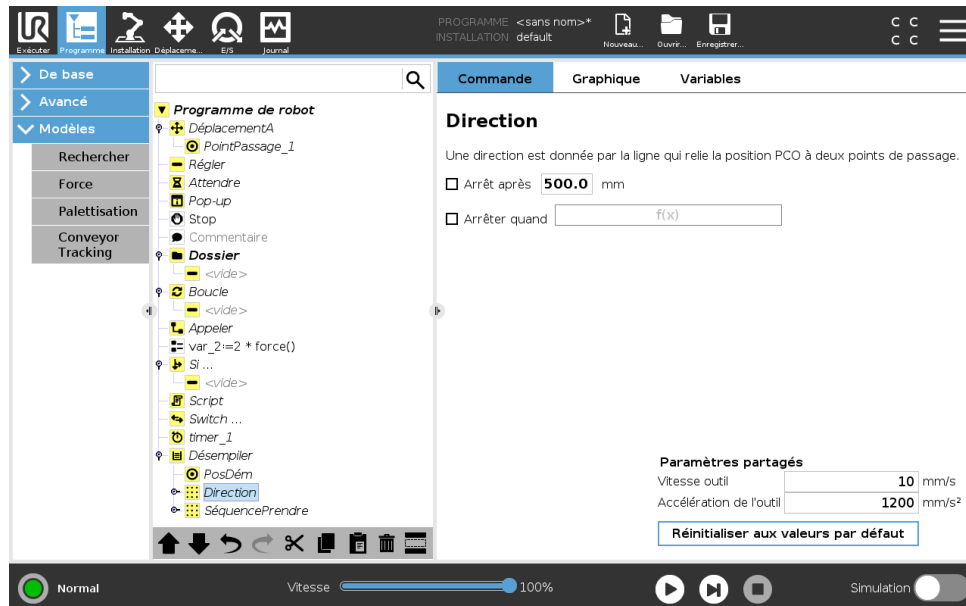 PROGRAMME <sans nom>*
INSTALLATION default
Exécuter Programme Installation Déplaceme... E/S Journal Nouveau... Ouvrir... Enregistrer...
C C
C C
De base
Avancé
Modèles
Rechercher
Force
Palettisation
Conveyor
Tracking
Programme de robot
DéplacementA
PointPassage_1
Régler
Attendre
Pop-up
Stop
Commentaire
Dossier
<vide>
Boucle
<vide>
Appeler
var_2:=2 * force()
Si ...
<vide>
Script
Switch ...
timer_1
Désempiler
PosDém
Direction
SéquencePrendre
Commande Graphique Variables
Direction
Une direction est donnée par la ligne qui relie la position PCO à deux points de passage.
Arrêt après 500.0 mm
Arrêter quand f(x)
Paramètres partagés
Vitesse outil 10 mm/s
Accélération de l'outil 1200 mm/s²
Réinitialiser aux valeurs par défaut
Normal Vitesse 100% Simulation